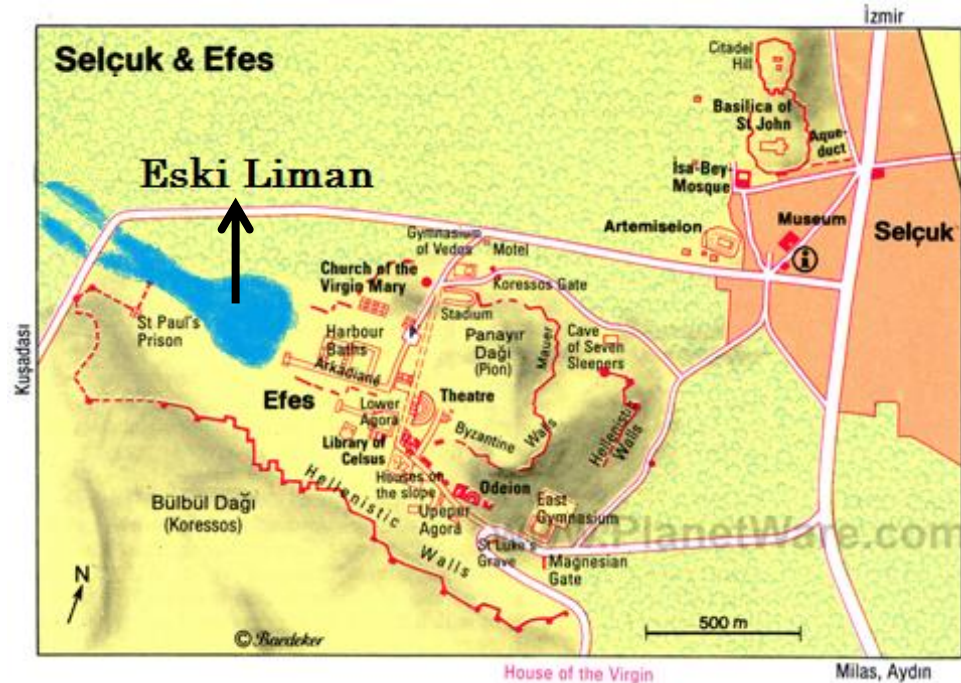 İzmir
Selçuk & Efes
Citadel
Hill
Basilica of
St John
Aque-
duct
Eski Liman
İsa-Bey-
Mosque
Museum
Artemiseion
Selçuk
Gymnasium
of Vedos
Motel
Church of the
Virgin Mary
Koressos Gate
Stadium
St Paul's
Prison
Harbour
Baths
Panayır
Dağı
(Pion)
Mauer
Cave
of Seven
Sleepers
Kuşadası
Arkadiane
Efes
Theatre
Lower
Agora
Byzantine
Walls
Hellenistic
Walls
Library of
Celsus
Houses on
the slope
Odeion
East
Gymnasium
Hellenistic
Walls
Bülbül Dağı
(Koressos)
Upeper
Agora
PlanetWare.com
St Luke's
Grave
Magnesian
Gate
N
500 m
© Baedeker
House of the Virgin
Milas, Aydın